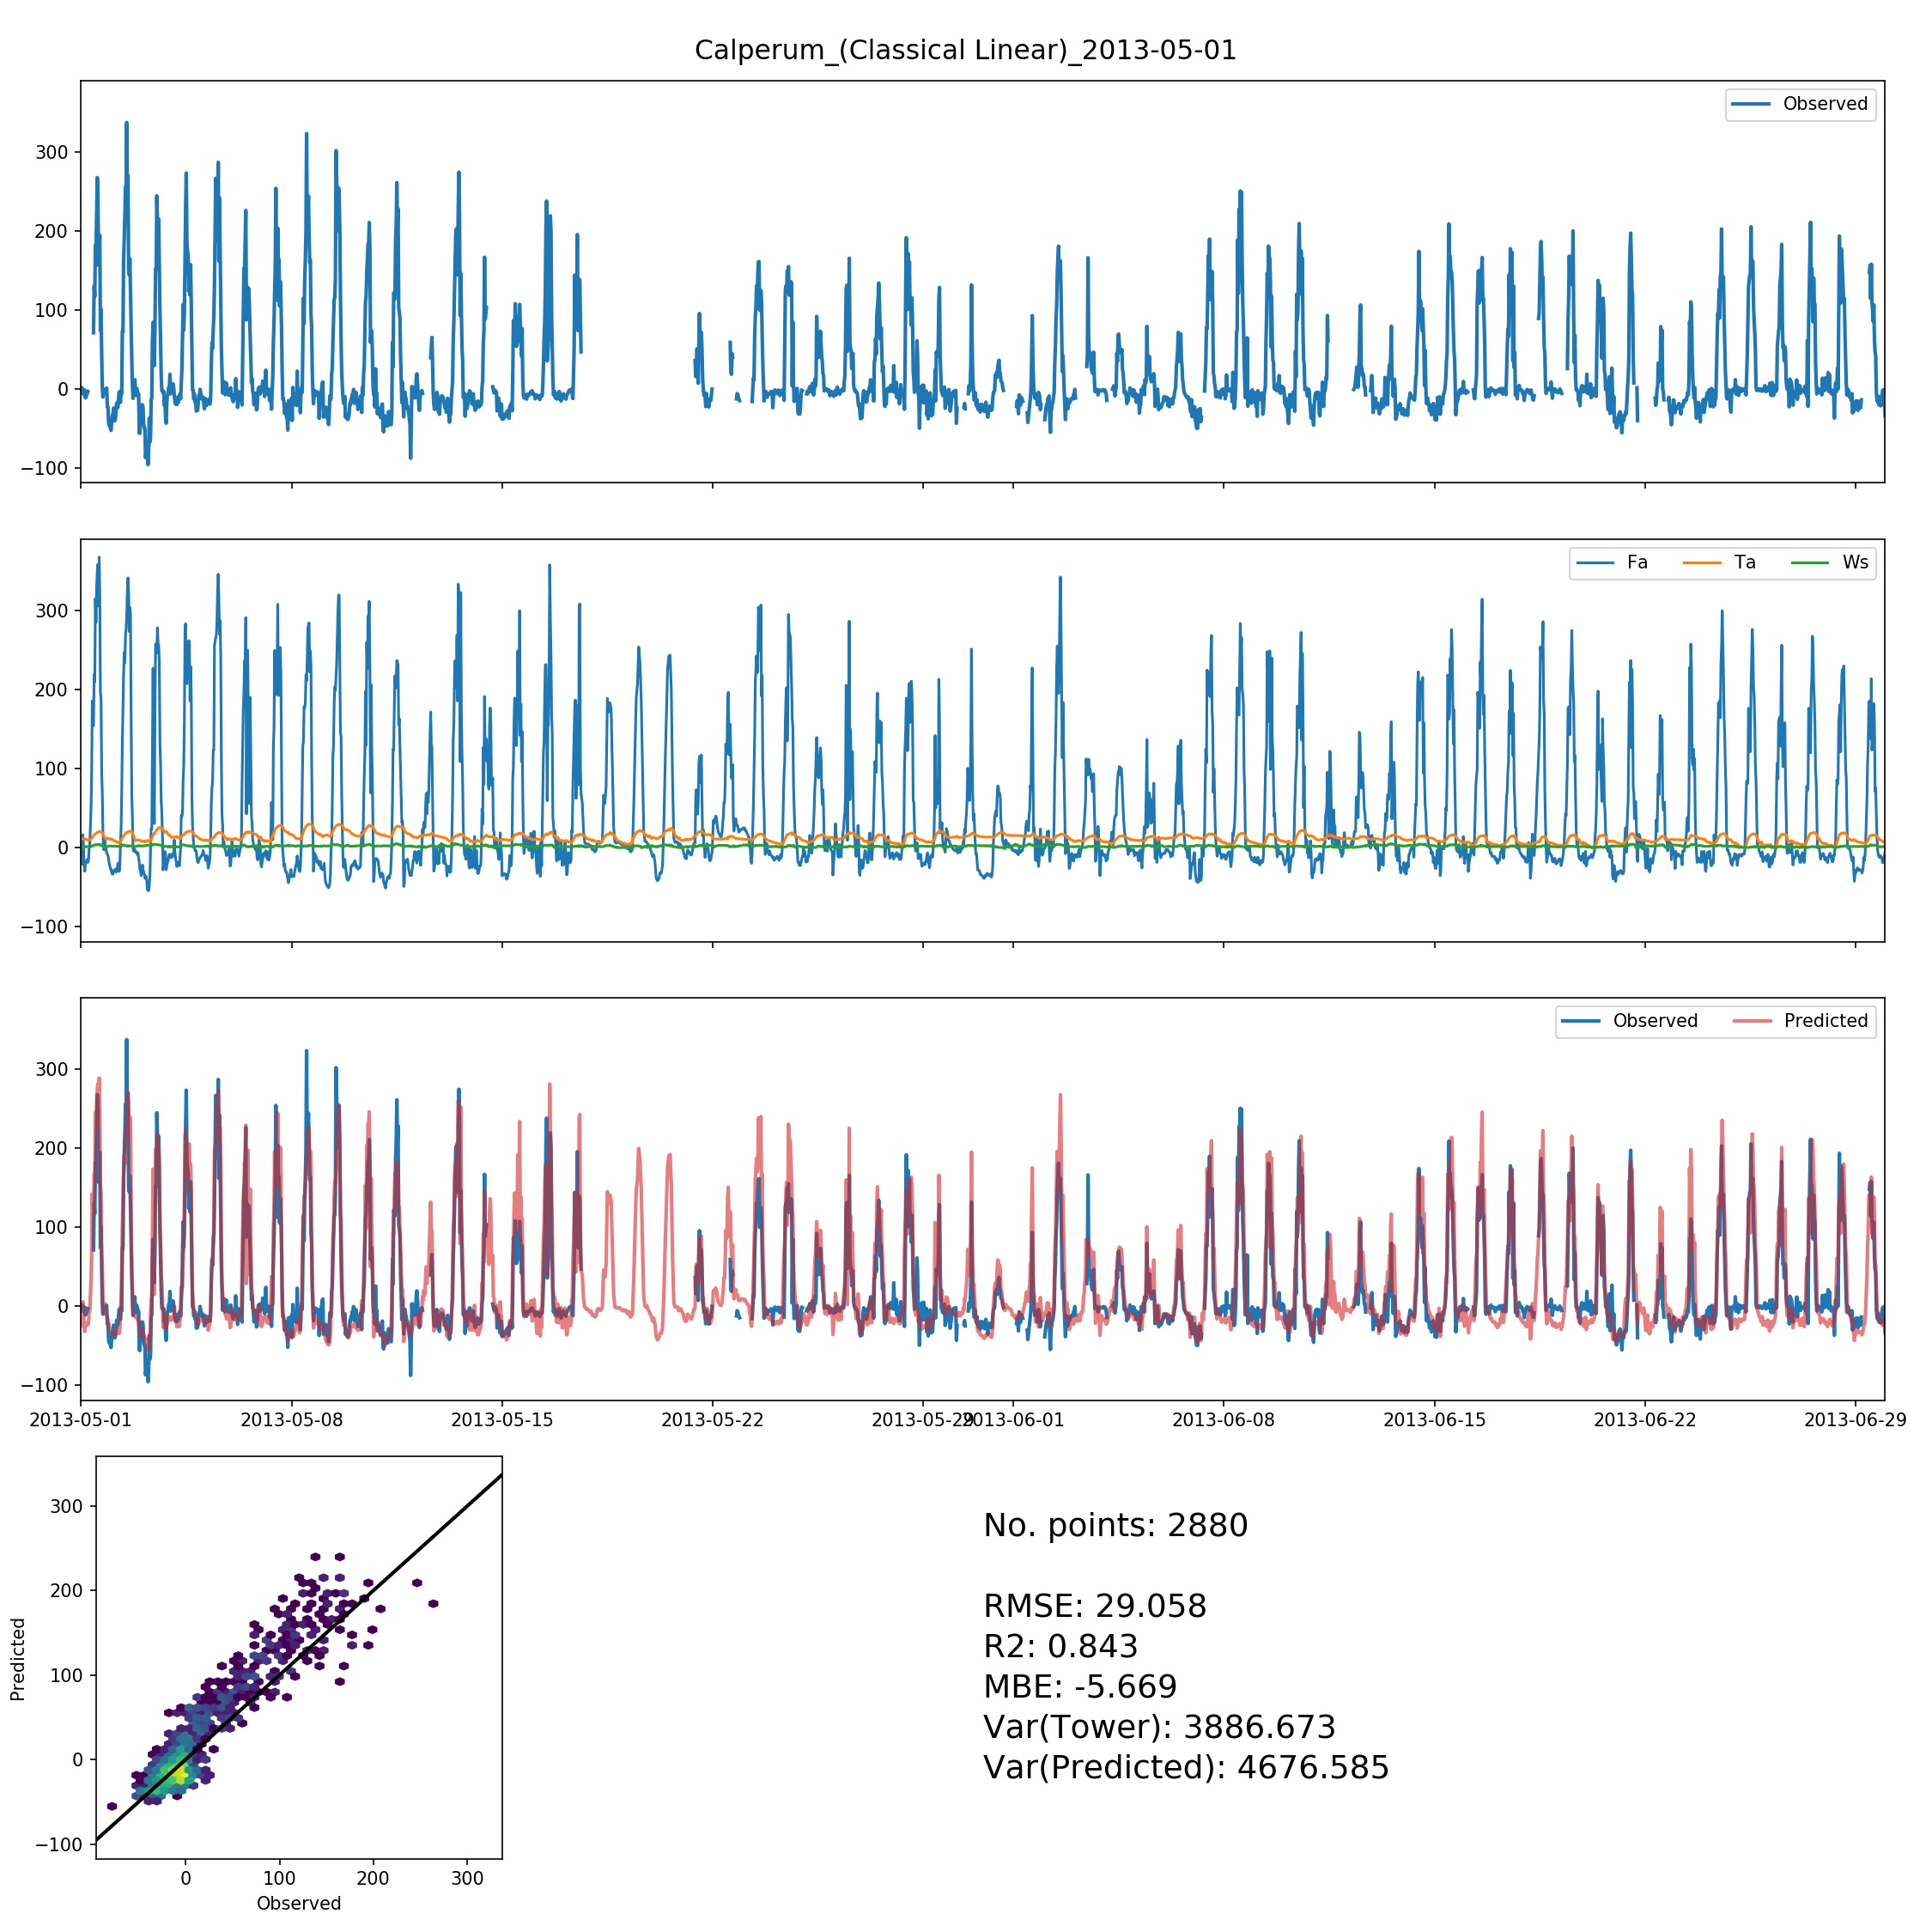 Calperum_(Classical Linear)_2013-05-01
Observed
300
200
100
0
−100
Fa Ta Ws
300
200
100
0
−100
Observed Predicted
300
200
100
0
−100
2013-05-01 2013-05-08 2013-05-15 2013-05-22 2013-05-29 2013-06-01 2013-06-08 2013-06-15 2013-06-22 2013-06-29
Predicted
300
200
100
0
−100
0 100 200 300
Observed
No. points: 2880
RMSE: 29.058
R2: 0.843
MBE: -5.669
Var(Tower): 3886.673
Var(Predicted): 4676.585